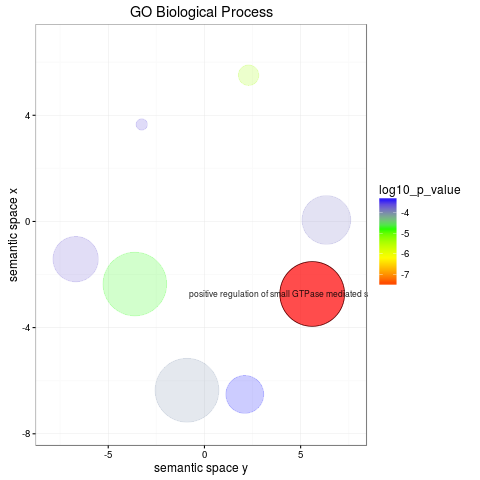 GO Biological Process
log10_p_value
-4
-5
-6
-7
4
0
-4
-8
semantic space x
positive regulation of small GTPase mediated s
-5
0
5
semantic space y